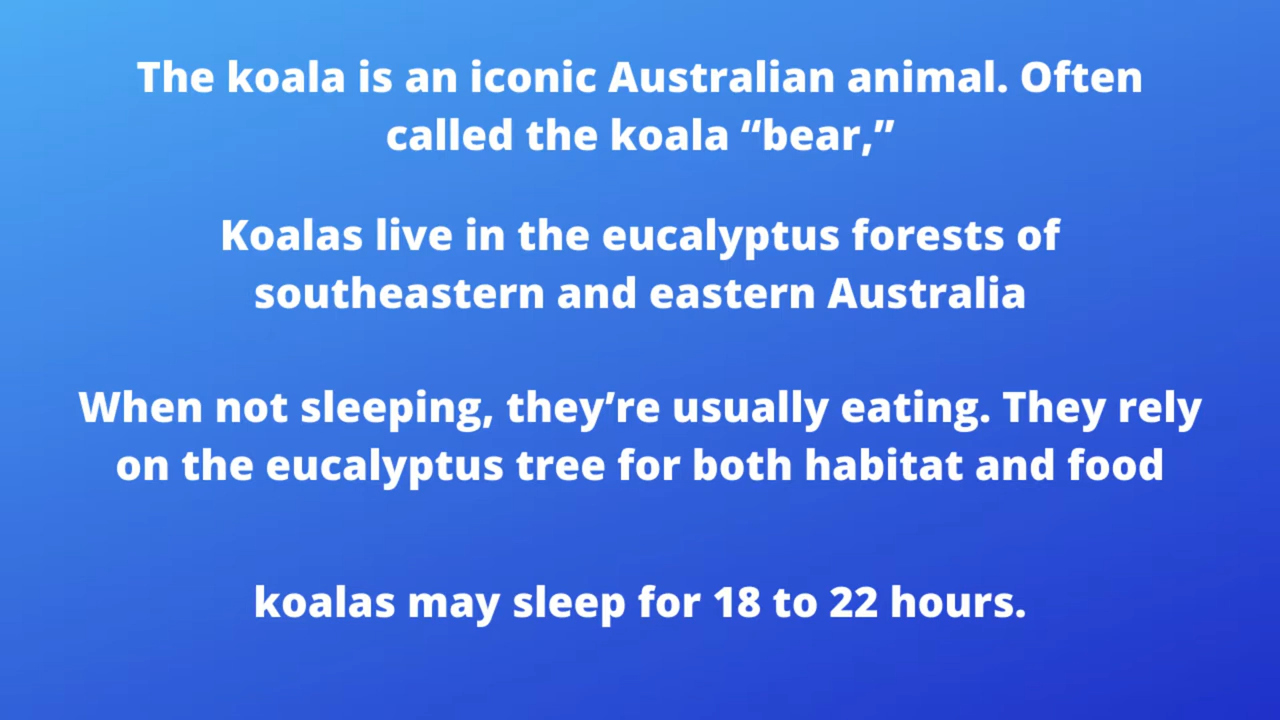 The koala is an iconic Australian animal. Often
called the koala “bear,”
Koalas live in the eucalyptus forests of
southeastern and eastern Australia
When not sleeping, they’re usually eating. They rely
on the eucalyptus tree for both habitat and food
koalas may sleep for 18 to 22 hours.